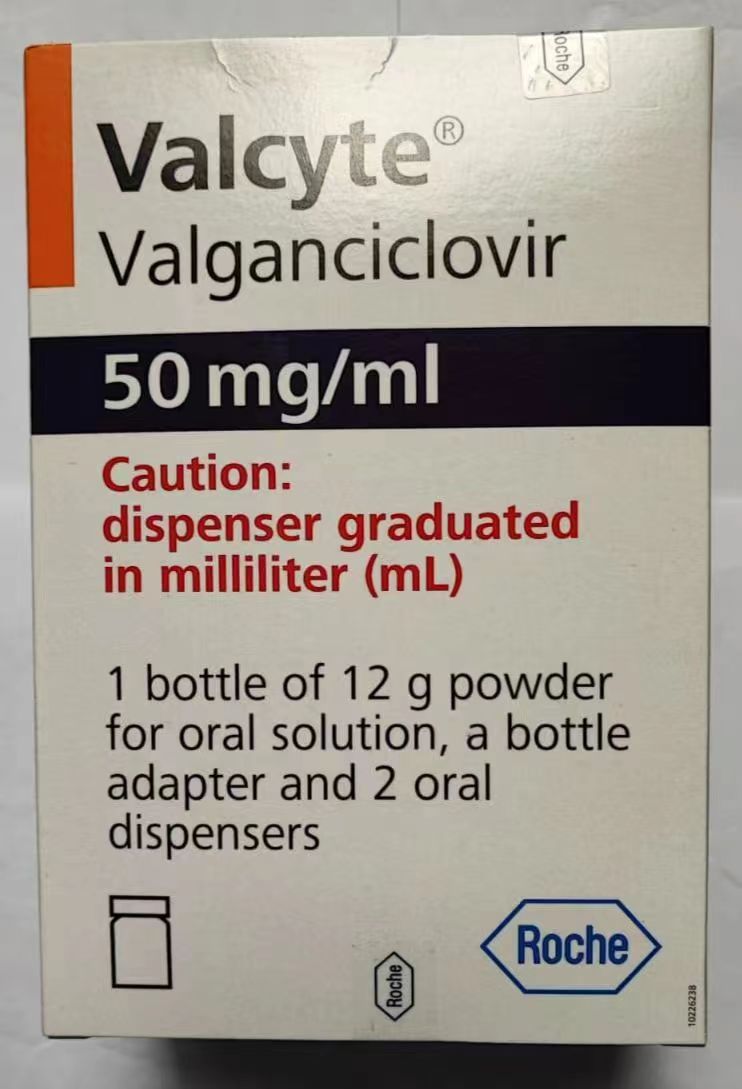 Roche
Valcyte®
Valganciclovir
50 mg/ml
Caution:
dispenser graduated
in milliliter (mL)
1 bottle of 12 g powder
for oral solution, a bottle
adapter and 2 oral
dispensers
Roche
Roche
10226238